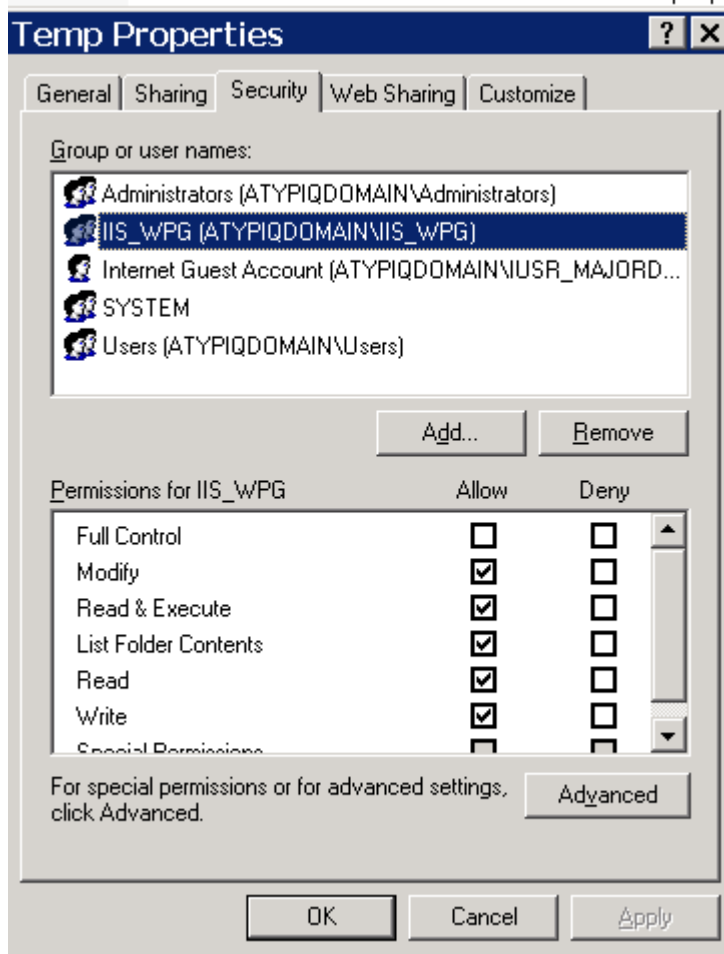 Temp Properties
General Sharing Security Web Sharing Customize
Group or user names:
Administrators (ATYPIQDOMAIN\Administrators)
IIS_WPG (ATYPIQDOMAIN\IIS_WPG)
Internet Guest Account (ATYPIQDOMAIN\IUSR_MAJORD...
SYSTEM
Users (ATYPIQDOMAIN\Users)
Add... Remove
Permissions for IIS_WPG Allow Deny
Full Control
Modify
Read & Execute
List Folder Contents
Read
Write
Special Permissions
For special permissions or for advanced settings,
click Advanced.
Advanced
OK Cancel Apply